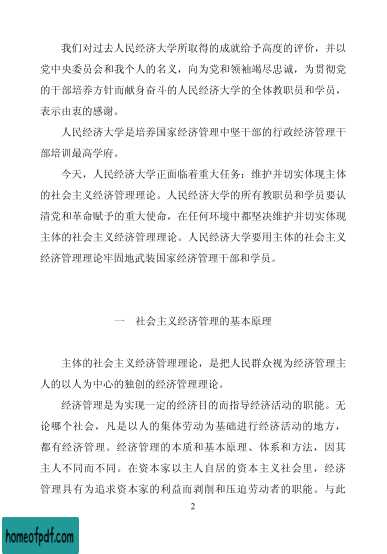 我们对过去人民经济大学所取得的成就给予高度的评价，并以
党中央委员会和我个人的名义，向为党和领袖竭尽忠诚，为贯彻党
的干部培养方针而献身奋斗的人民经济大学的全体教职员和学员，
表示由衷的感谢。
人民经济大学是培养国家经济管理中坚干部的行政经济管理干
部培训最高学府。
今天，人民经济大学正面临着重大任务：维护并切实体现主体
的社会主义经济管理理论。人民经济大学的所有教职员和学员要认
清党和革命赋予的重大使命，在任何环境中都坚决维护并切实体现
主体的社会主义经济管理理论。人民经济大学要用主体的社会主义
经济管理理论牢固地武装国家经济管理干部和学员。
一 社会主义经济管理的基本原理
主体的社会主义经济管理理论，是把人民群众视为经济管理主
人的以人为中心的独创的经济管理理论。
经济管理是为实现一定的经济目的而指导经济活动的职能。无
论哪个社会，凡是以人的集体劳动为基础进行经济活动的地方，
都有经济管理。经济管理的本质和基本原理、体系和方法，因其
主人不同而不同。在资本家以主人自居的资本主义社会里，经济
管理具有为追求资本家的利益而剥削和压迫劳动者的职能。与此
2
homeofpdf.com